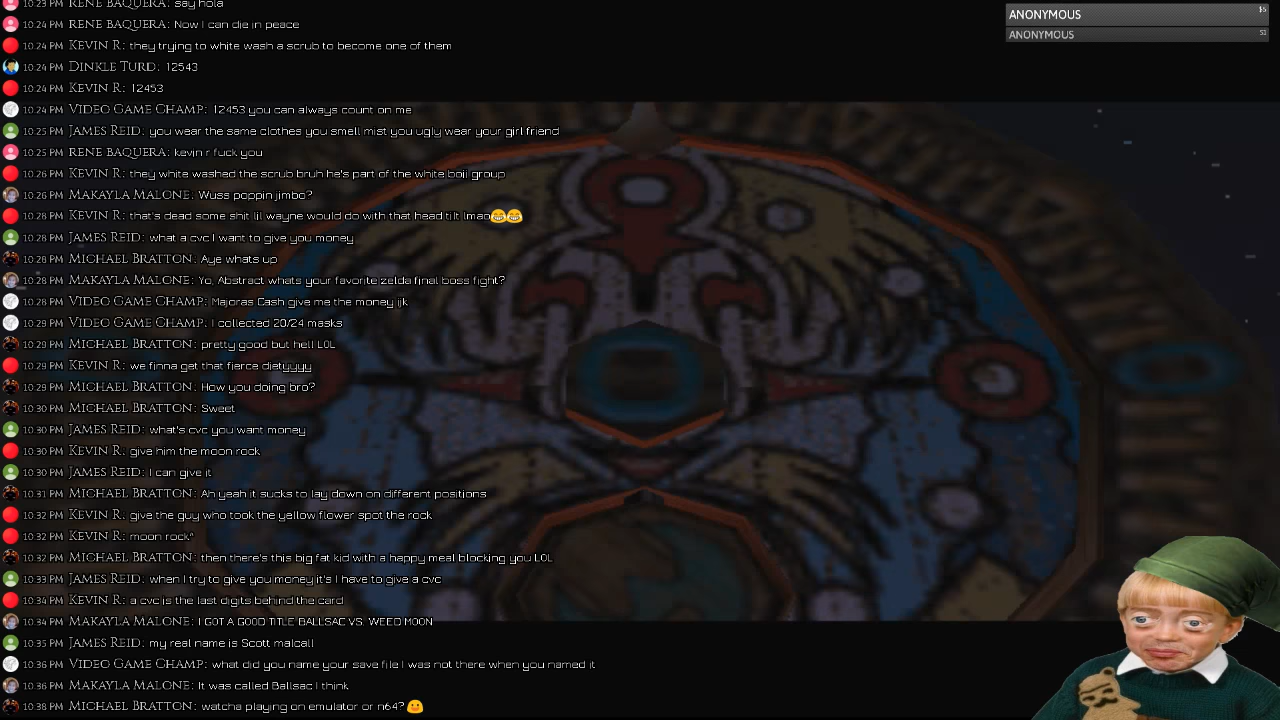 10:23 PM RENE BAQUERA: say hola
10:24 PM RENE BAQUERA: Now I can die in peace
10:24 PM KEVIN R: they trying to white wash a scrub to become one of them
10:24 PM DINKLE TURD: 12543
10:24 PM KEVIN R: 12453
10:24 PM VIDEO GAME CHAMP: 12453 you can always count on me
10:25 PM JAMES REID: you wear the same clothes you smell mist you ugly wear your girl friend
10:25 PM RENE BAQUERA: kevin r fuck you
10:26 PM KEVIN R: they white washed the scrub bruh he's part of the white boii group
10:26 PM MAKAYLA MALONE: Wuss poppin jimbo?
10:28 PM KEVIN R: that's dead some shit lil wayne would do with that head tilt lmao😂😂
10:28 PM JAMES REID: what a cvc I want to give you money
10:28 PM MICHAEL BRATTON: Aye whats up
10:28 PM MAKAYLA MALONE: Yo, Abstract whats your favorite zelda final boss fight?
10:28 PM VIDEO GAME CHAMP: Majoras Cash give me the money ijk
10:29 PM VIDEO GAME CHAMP: I collected 20/24 masks
10:29 PM MICHAEL BRATTON: pretty good but hell LOL
10:29 PM KEVIN R: we finna get that fierce dietyyyy
10:29 PM MICHAEL BRATTON: How you doing bro?
10:30 PM MICHAEL BRATTON: Sweet
10:30 PM JAMES REID: what's cvc you want money
10:30 PM KEVIN R: give him the moon rock
10:30 PM JAMES REID: I can give it
10:31 PM MICHAEL BRATTON: Ah yeah it sucks to lay down on different positions
10:32 PM KEVIN R: give the guy who took the yellow flower spot the rock
10:32 PM KEVIN R: moon rock*
10:32 PM MICHAEL BRATTON: then there's this big fat kid with a happy meal blocking you LOL
10:33 PM JAMES REID: when I try to give you money it's I have to give a cvc
10:34 PM KEVIN R: a cvc is the last digits behind the card
10:34 PM MAKAYLA MALONE: I GOT A GOOD TITLE BALLSAC VS. WEED MOON
10:35 PM JAMES REID: my real name is Scott malcall
10:36 PM VIDEO GAME CHAMP: what did you name your save file I was not there when you named it
10:36 PM MAKAYLA MALONE: It was called Ballsac I think
10:38 PM MICHAEL BRATTON: watcha playing on emulator or n64? 🙂
ANONYMOUS $5
ANONYMOUS $1